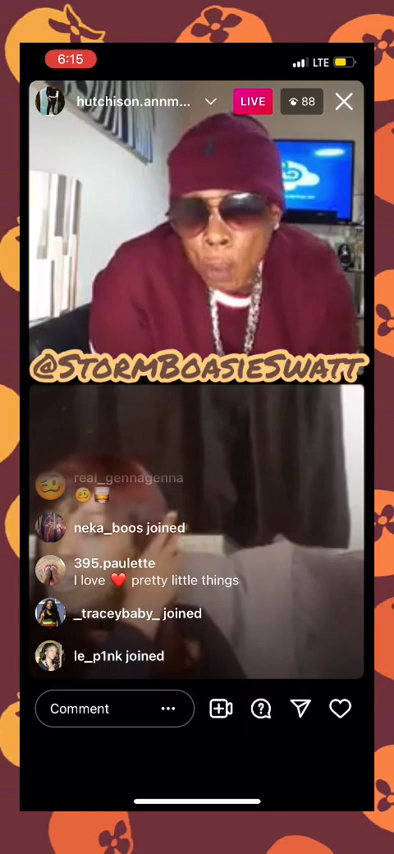 6:15
LTE
hutchison.annm...
LIVE
88
@StormBoasieSwatt
real_gennagenna
🥴🥃
neka_boos joined
395.paulette
I love ❤️ pretty little things
_traceybaby_ joined
le_p1nk joined
Comment